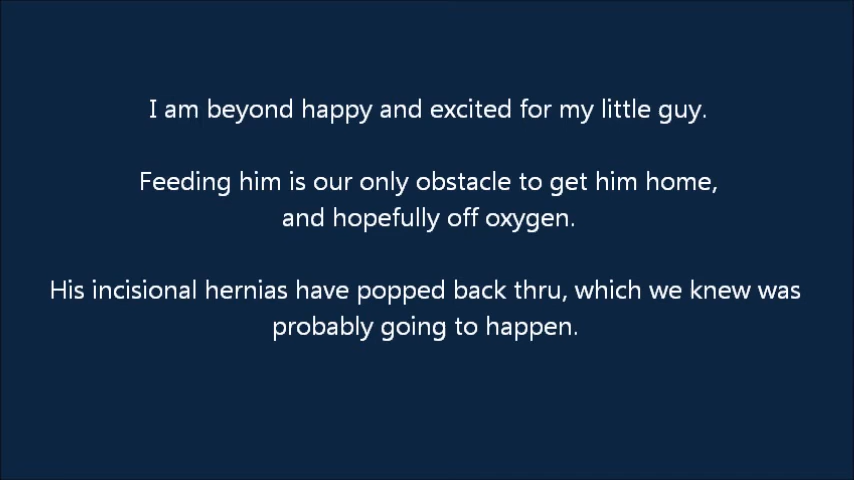 I am beyond happy and excited for my little guy.
Feeding him is our only obstacle to get him home,
and hopefully off oxygen.
His incisional hernias have popped back thru, which we knew was
probably going to happen.